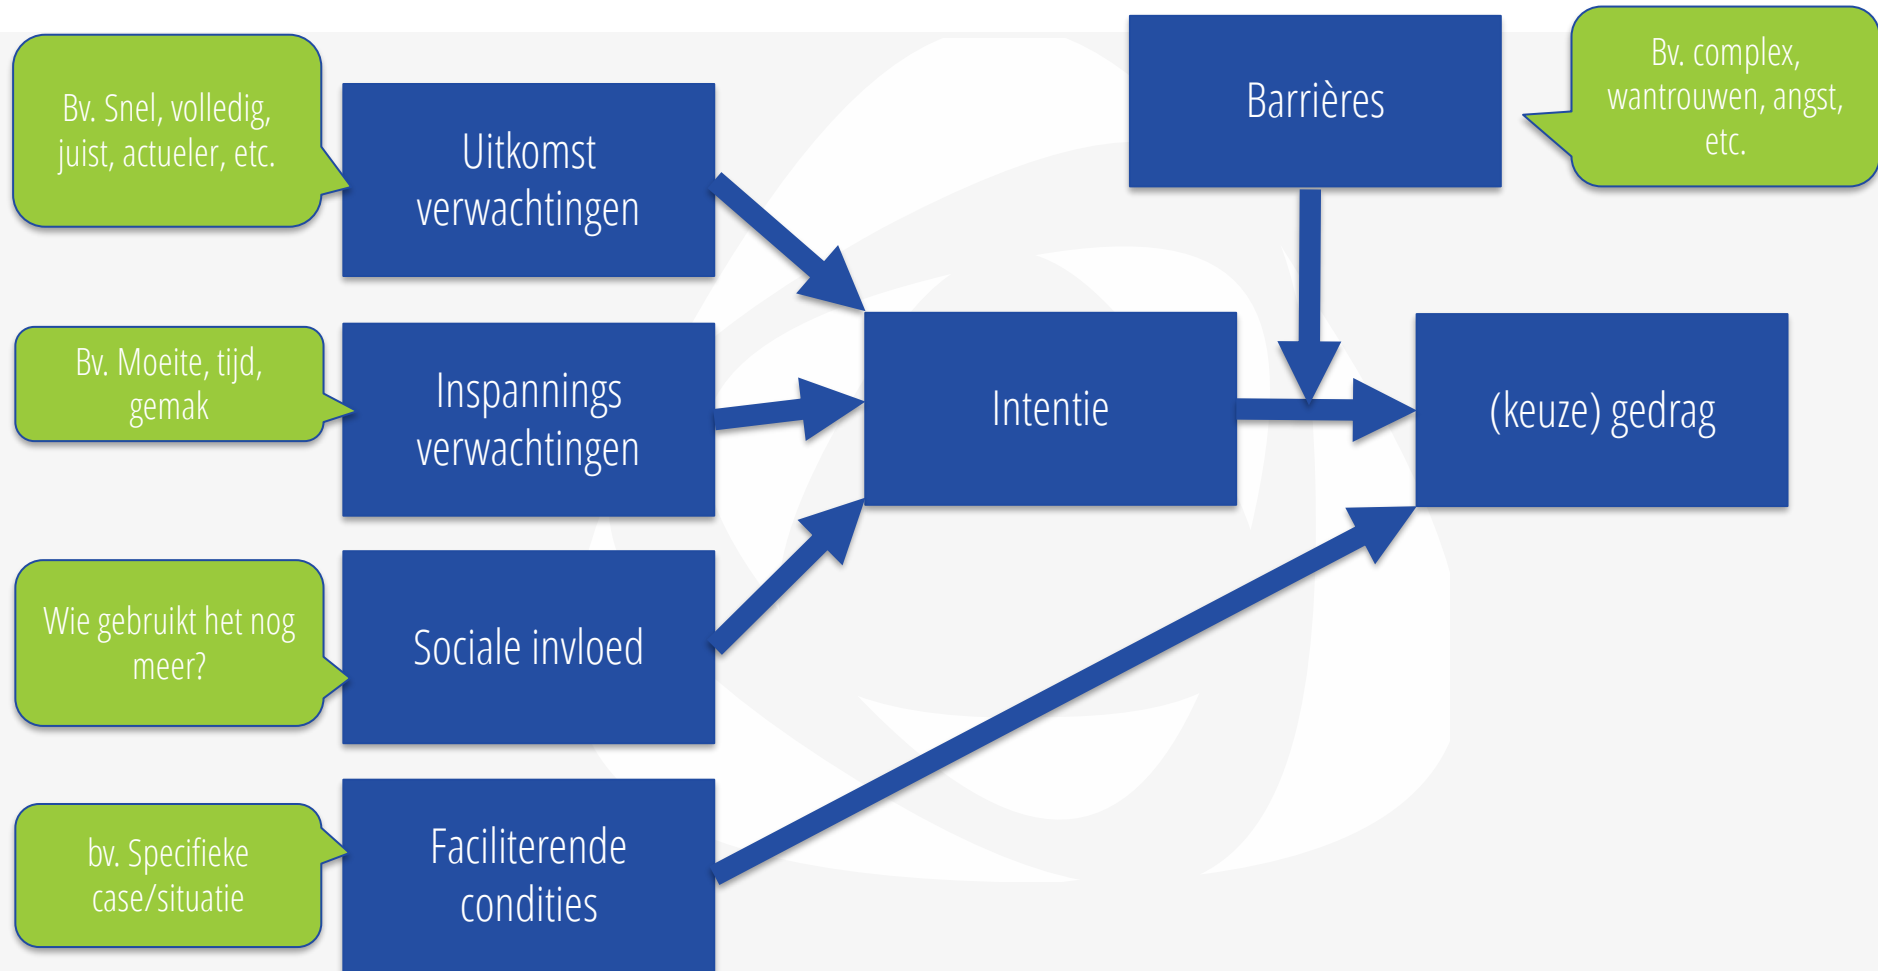 Bv. Snel, volledig,
juist, actueler, etc.
Uitkomst
verwachtingen
Barrières
Bv. complex,
wantrouwen, angst,
etc.
Bv. Moeite, tijd,
gemak
Inspannings
verwachtingen
Intentie
(keuze) gedrag
Wie gebruikt het nog
meer?
Sociale invloed
bv. Specifieke
case/situatie
Faciliterende
condities